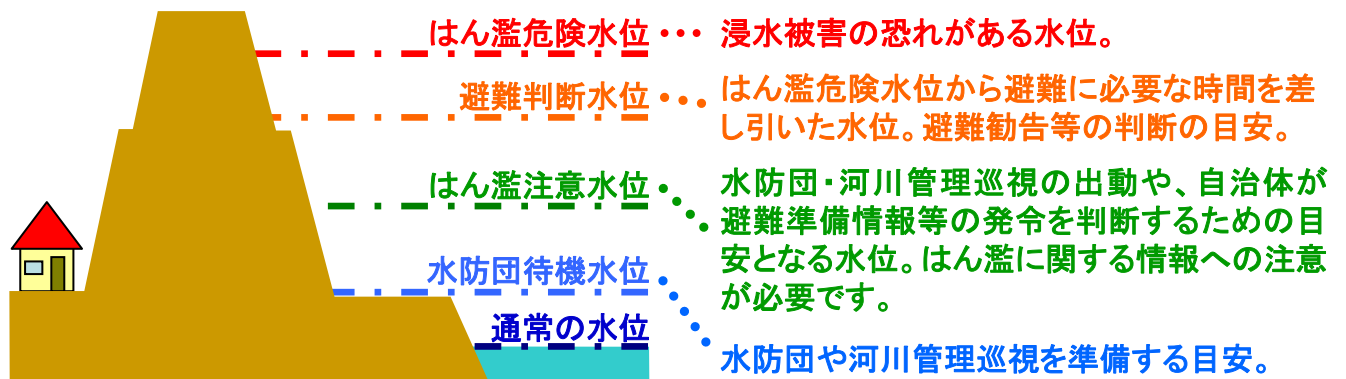 はん濫危険水位・・・ 浸水被害の恐れがある水位。
避難判断水位・・・ はん濫危険水位から避難に必要な時間を差
し引いた水位。避難勧告等の判断の目安。
はん濫注意水位・・・ 水防団・河川管理巡視の出動や、自治体が
避難準備情報等の発令を判断するための目
安となる水位。はん濫に関する情報への注意
が必要です。
水防団待機水位・・・・ 水防団や河川管理巡視を準備する目安。
通常の水位